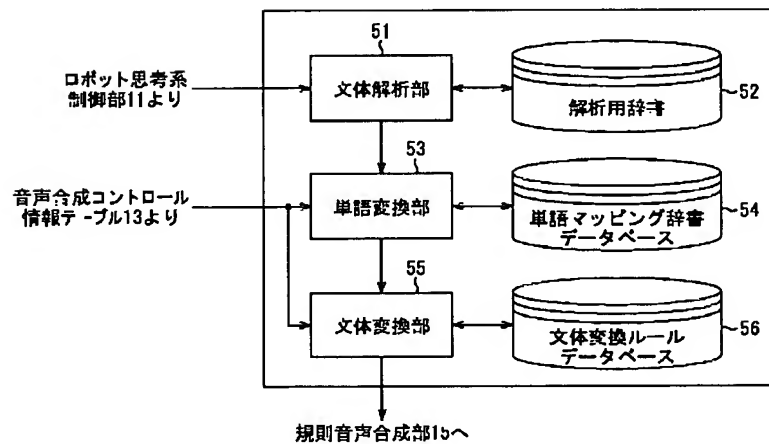 51
ロボット思考系
制御部11より
文体解析部
解析用辞書
52
53
音声合成コントロール
情報テーブル13より
単語変換部
単語マッピング辞書
データベース
54
55
文体変換部
文体変換ルール
データベース
56
規則音声合成部15へ